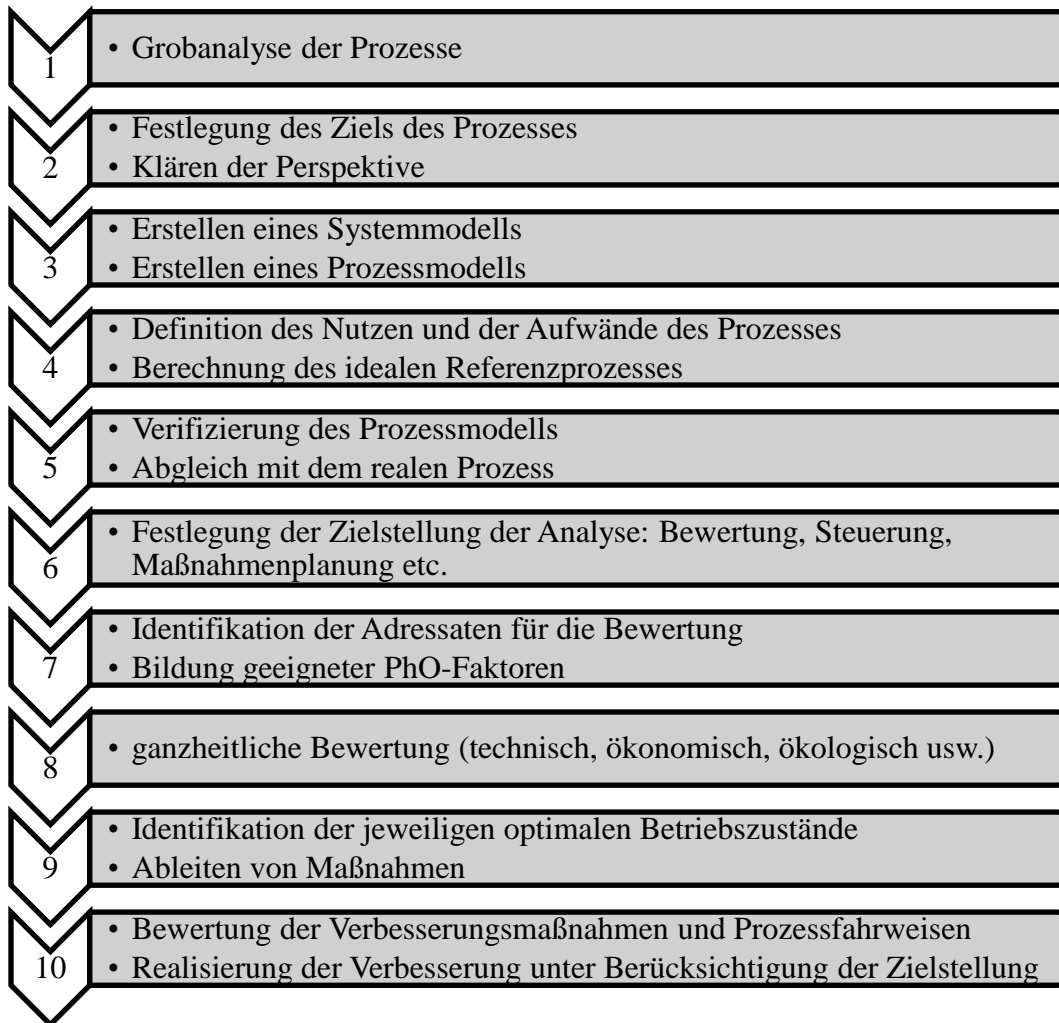 1
• Grobanalyse der Prozesse
2
• Festlegung des Ziels des Prozesses
• Klären der Perspektive
3
• Erstellen eines Systemmodells
• Erstellen eines Prozessmodells
4
• Definition des Nutzen und der Aufwände des Prozesses
• Berechnung des idealen Referenzprozesses
5
• Verifizierung des Prozessmodells
• Abgleich mit dem realen Prozess
6
• Festlegung der Zielstellung der Analyse: Bewertung, Steuerung,
Maßnahmenplanung etc.
7
• Identifikation der Adressaten für die Bewertung
• Bildung geeigneter PhO-Faktoren
8
• ganzheitliche Bewertung (technisch, ökonomisch, ökologisch usw.)
9
• Identifikation der jeweiligen optimalen Betriebszustände
• Ableiten von Maßnahmen
10
• Bewertung der Verbesserungsmaßnahmen und Prozessfahrweisen
• Realisierung der Verbesserung unter Berücksichtigung der Zielstellung